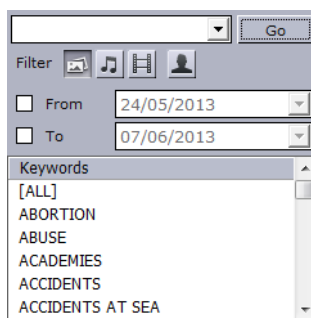 Go
Filter
From 24/05/2013
To 07/06/2013
Keywords
[ALL]
ABORTION
ABUSE
ACADEMIES
ACCIDENTS
ACCIDENTS AT SEA